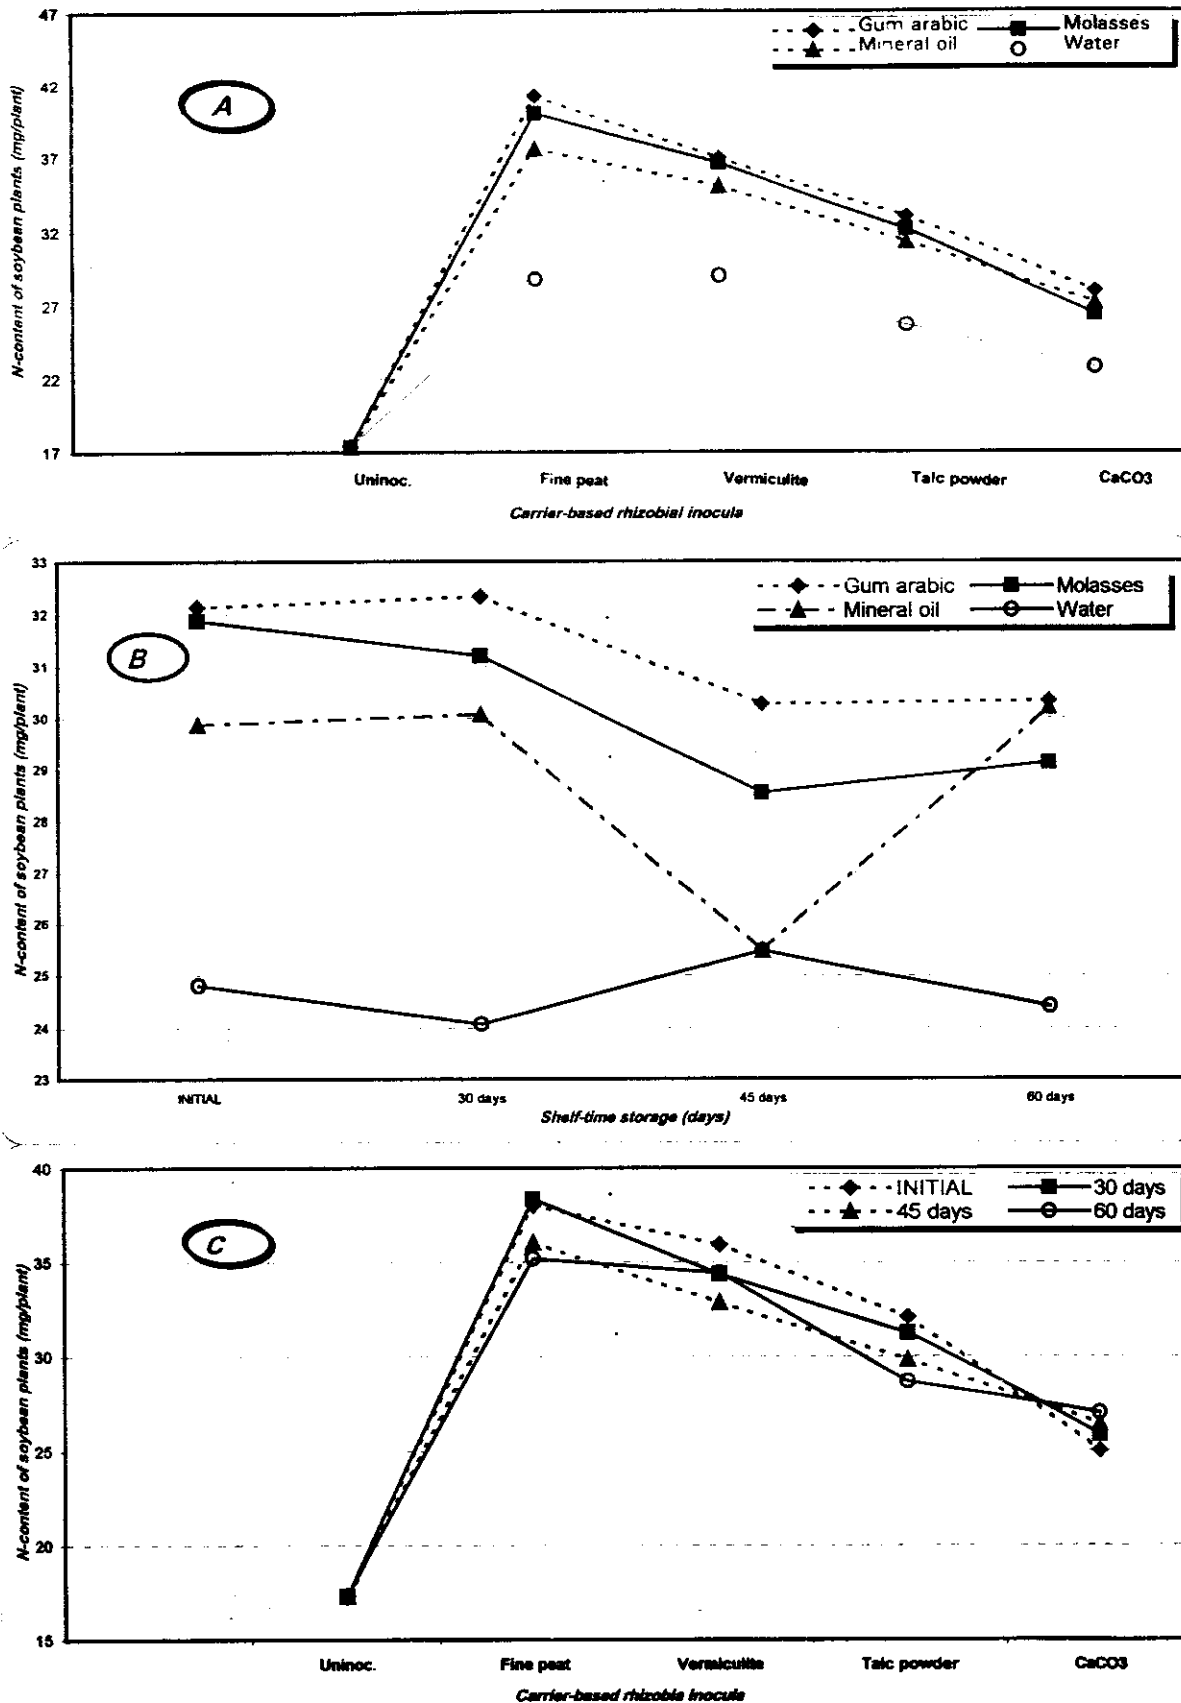 47
42
37
32
27
22
17
N-content of soybean plants (mg/plant)
A
Gum arabic Molasses
Mineral oil Water
Uninoc. Fine peat Vermiculite Talc powder CaCO3
Carrier-based rhizobial inocula
33
32
31
30
29
28
27
26
25
24
23
N-content of soybean plants (mg/plant)
B
Gum arabic Molasses
Mineral oil Water
INITIAL 30 days 45 days 60 days
Shelf-time storage (days)
40
35
30
25
20
15
N-content of soybean plants (mg/plant)
C
INITIAL 30 days
45 days 60 days
Uninoc. Fine peat Vermiculite Talc powder CaCO3
Carrier-based rhizobia inocula